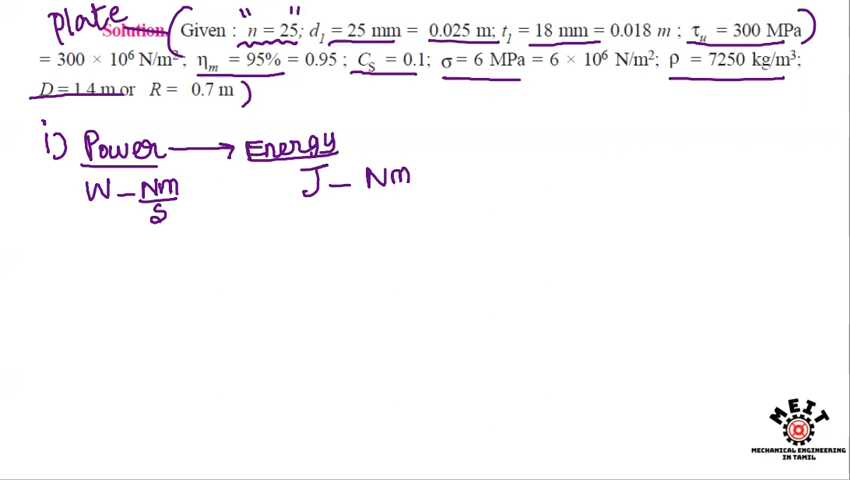 plate
Solution (Given : "n = 25"; d₁ = 25 mm = 0.025 m; t₁ = 18 mm = 0.018 m ; τᵤ = 300 MPa)
= 300 × 10⁶ N/m² ; ηₘ = 95% = 0.95 ; Cₛ = 0.1; σ = 6 MPa = 6 × 10⁶ N/m²; ρ = 7250 kg/m³;
D = 1.4 m or R = 0.7 m )
i) Power → Energy
W – Nm/S J – Nm
MEIT
MECHANICAL ENGINEERING
IN TAMIL